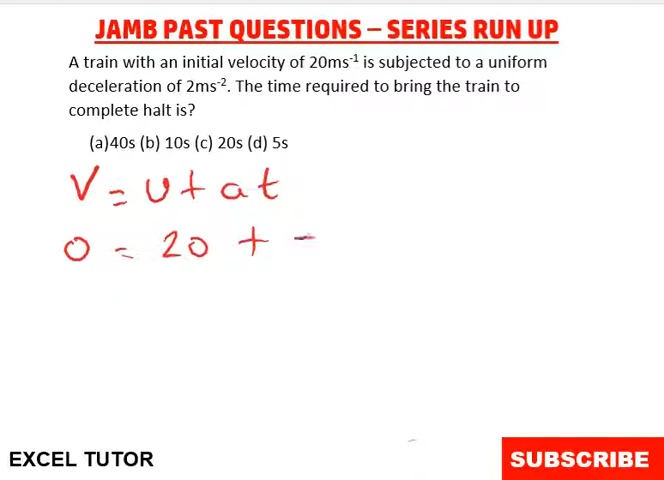 JAMB PAST QUESTIONS – SERIES RUN UP
A train with an initial velocity of 20ms⁻¹ is subjected to a uniform
deceleration of 2ms⁻². The time required to bring the train to
complete halt is?
(a)40s (b) 10s (c) 20s (d) 5s
V = U + a t
0 = 20 + -
EXCEL TUTOR
SUBSCRIBE